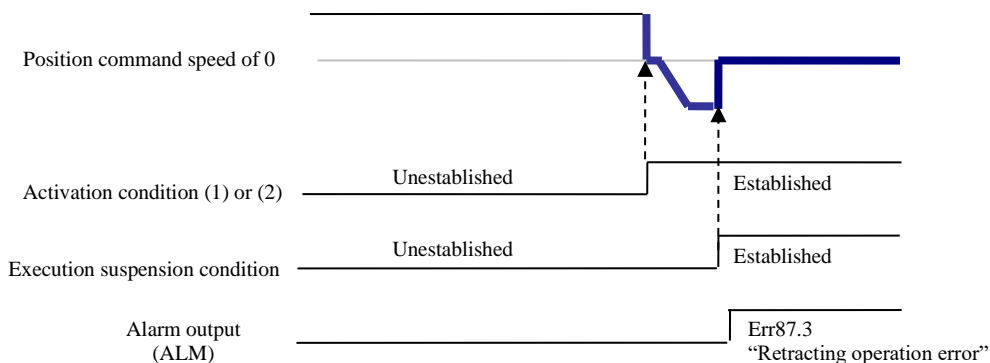 Position command speed of 0
Unestablished
Activation condition (1) or (2)
Established
Unestablished
Execution suspension condition
Established
Alarm output
(ALM)
Err87.3
“Retracting operation error”